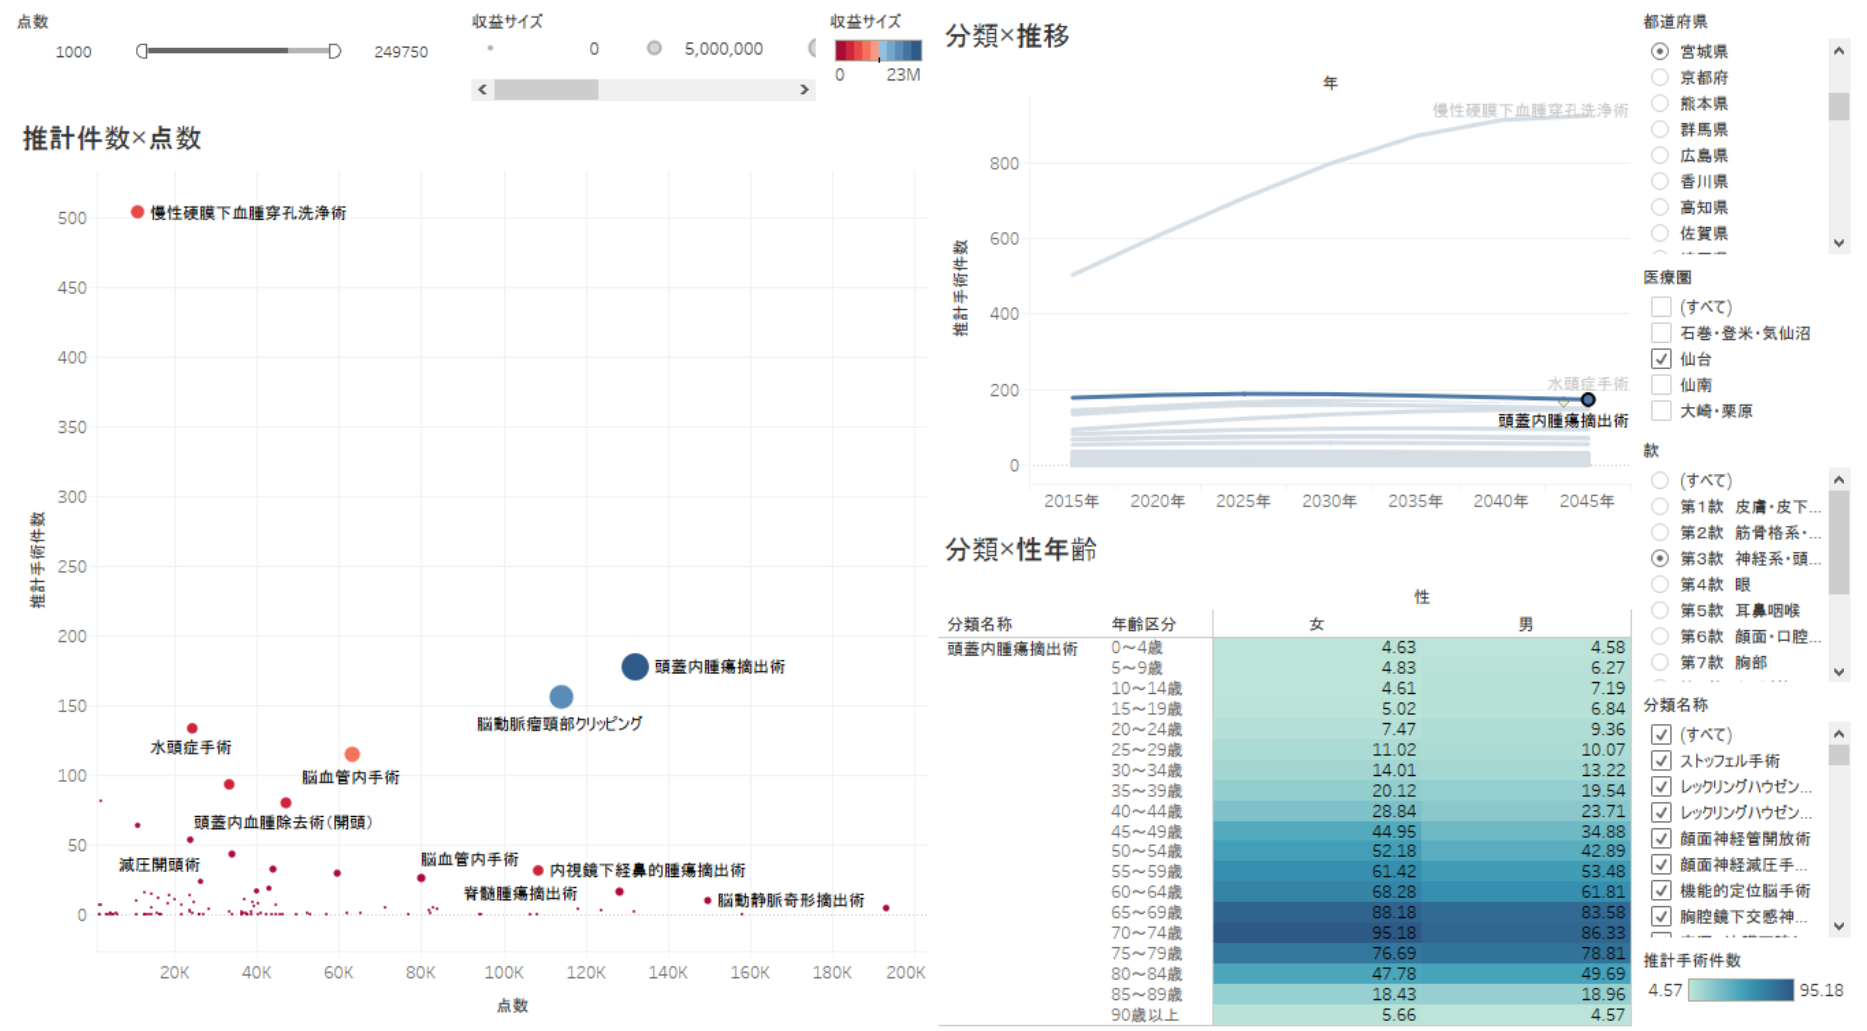 点数
1000
249750
収益サイズ
0
5,000,000
収益サイズ
0
23M
推計件数×点数
推計手術件数
500
450
400
350
300
250
200
150
100
50
0
慢性硬膜下血腫穿孔洗浄術
頭蓋内腫瘍摘出術
脳動脈瘤頸部クリッピング
水頭症手術
脳血管内手術
頭蓋内血腫除去術(開頭)
減圧開頭術
脳血管内手術
内視鏡下経鼻的腫瘍摘出術
脊髄腫瘍摘出術
脳動静脈奇形摘出術
20K
40K
60K
80K
100K
120K
140K
160K
180K
200K
点数
分類×推移
年
推計手術件数
800
600
400
200
0
慢性硬膜下血腫穿孔洗浄術
水頭症手術
頭蓋内腫瘍摘出術
2015年
2020年
2025年
2030年
2035年
2040年
2045年
分類×性年齢
性
分類名称 年齢区分 女 男
頭蓋内腫瘍摘出術 0～4歳 4.63 4.58
5～9歳 4.83 6.27
10～14歳 4.61 7.19
15～19歳 5.02 6.84
20～24歳 7.47 9.36
25～29歳 11.02 10.07
30～34歳 14.01 13.22
35～39歳 20.12 19.54
40～44歳 28.84 23.71
45～49歳 44.95 34.88
50～54歳 52.18 42.89
55～59歳 61.42 53.48
60～64歳 68.28 61.81
65～69歳 88.18 83.58
70～74歳 95.18 86.33
75～79歳 76.69 78.81
80～84歳 47.78 49.69
85～89歳 18.43 18.96
90歳以上 5.66 4.57
都道府県
宮城県
京都府
熊本県
群馬県
広島県
香川県
高知県
佐賀県
医療圏
(すべて)
石巻・登米・気仙沼
仙台
仙南
大崎・栗原
款
(すべて)
第1款 皮膚・皮下...
第2款 筋骨格系・...
第3款 神経系・頭...
第4款 眼
第5款 耳鼻咽喉
第6款 顔面・口腔...
第7款 胸部
分類名称
(すべて)
ストッフェル手術
レックリングハウゼン...
レックリングハウゼン...
顔面神経管開放術
顔面神経減圧手...
機能的定位脳手術
胸腔鏡下交感神...
推計手術件数
4.57
95.18